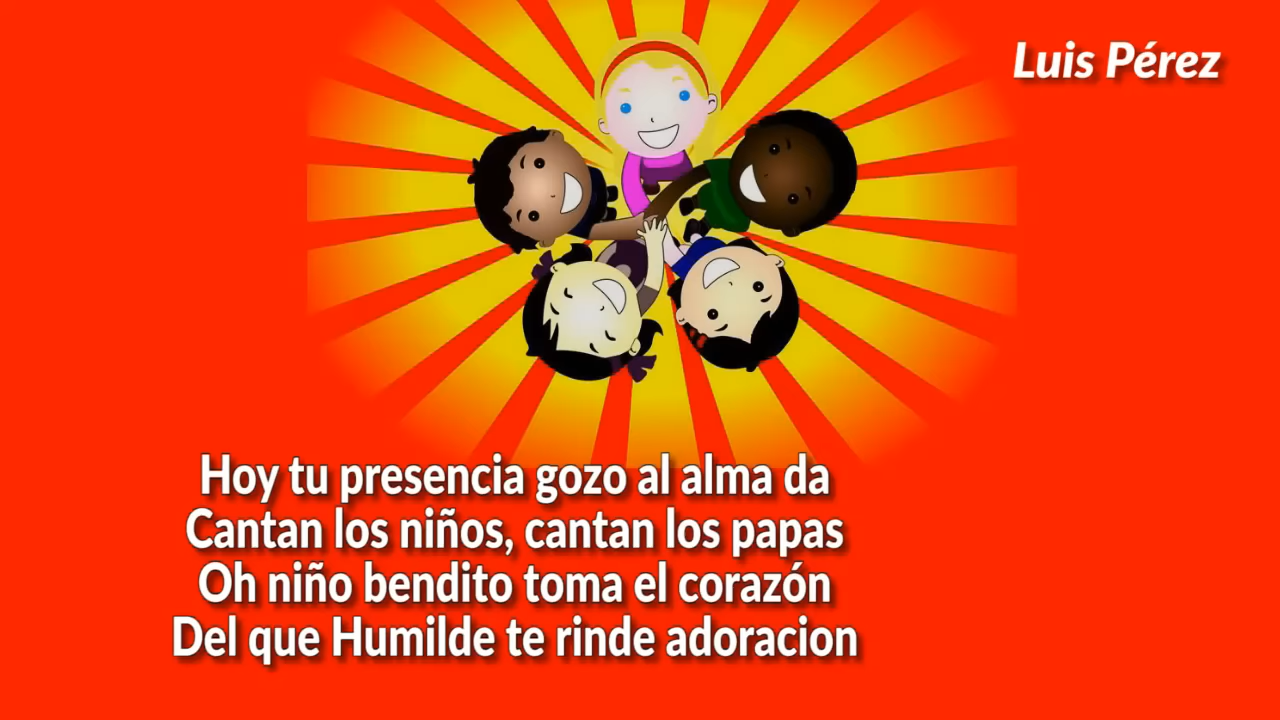 Luis Pérez
Hoy tu presencia gozo al alma da
Cantan los niños, cantan los papas
Oh niño bendito toma el corazón
Del que Humilde te rinde adoracion